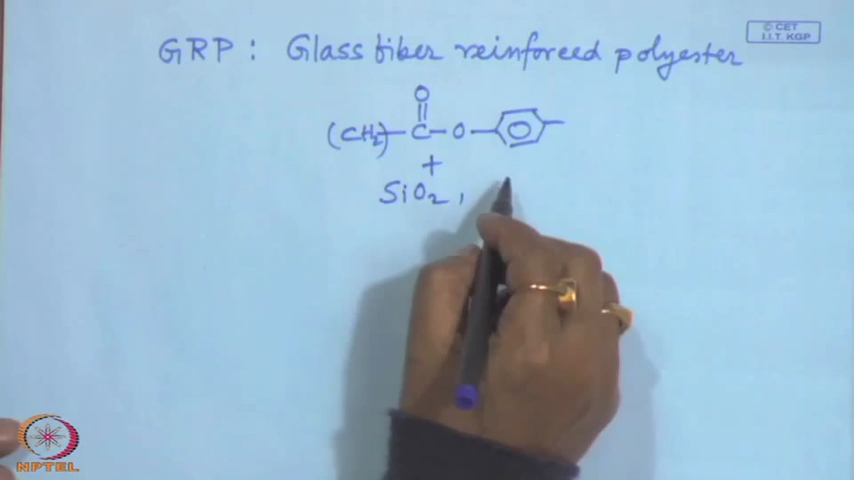 © CET
I.I.T. KGP
GRP : Glass fiber reinforced polyester
O
(CH2) C O
+
SiO2 ,
NPTEL